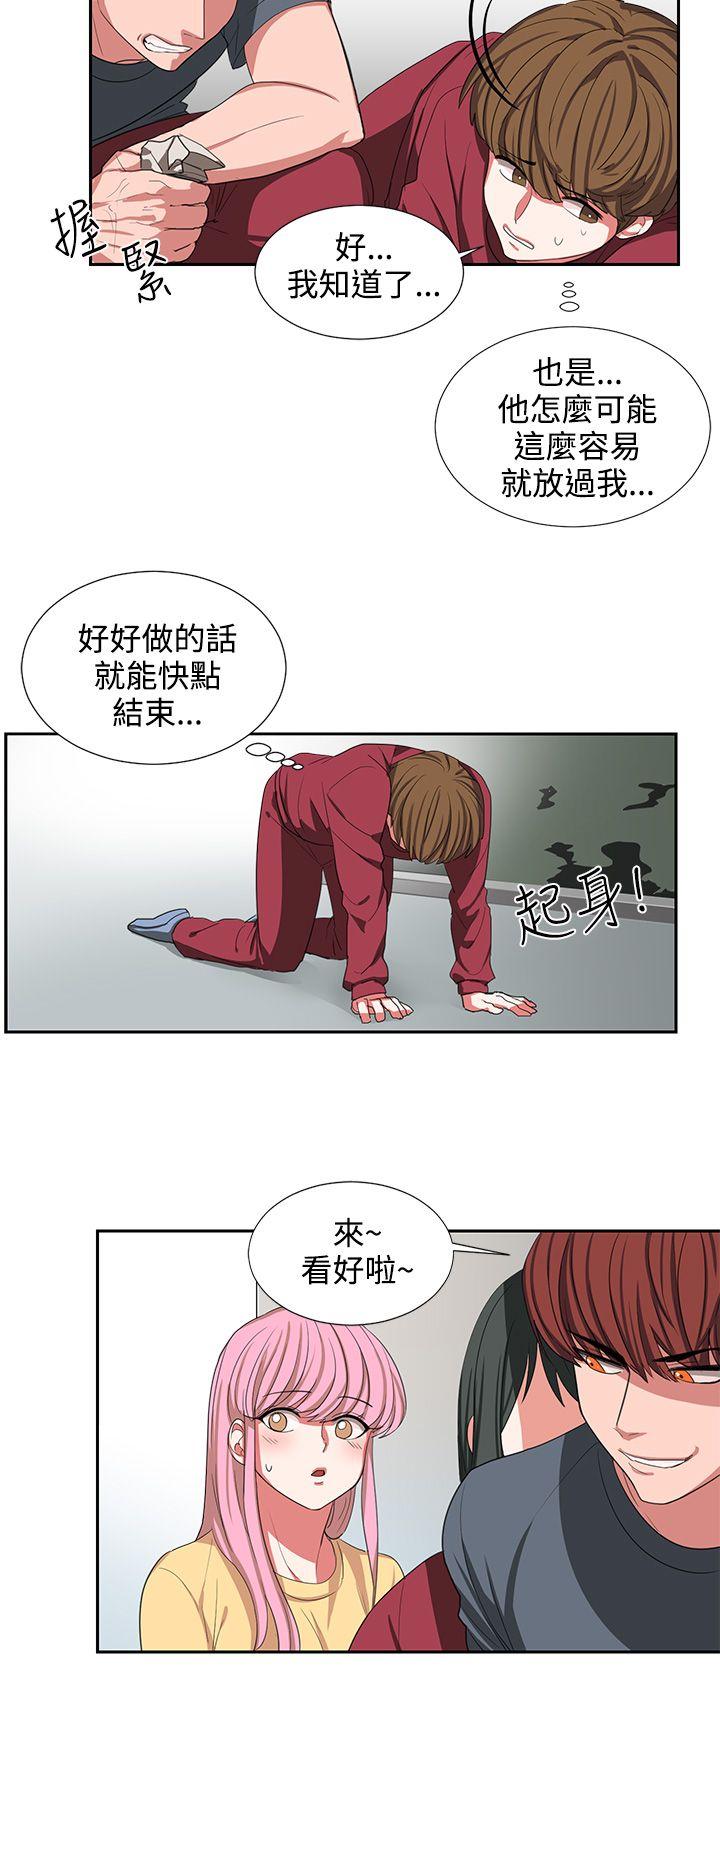 握緊
好...
我知道了...
也是...
他怎麼可能
這麼容易
就放過我...
好好做的話
就能快點
結束...
起身!
來~
看好啦~